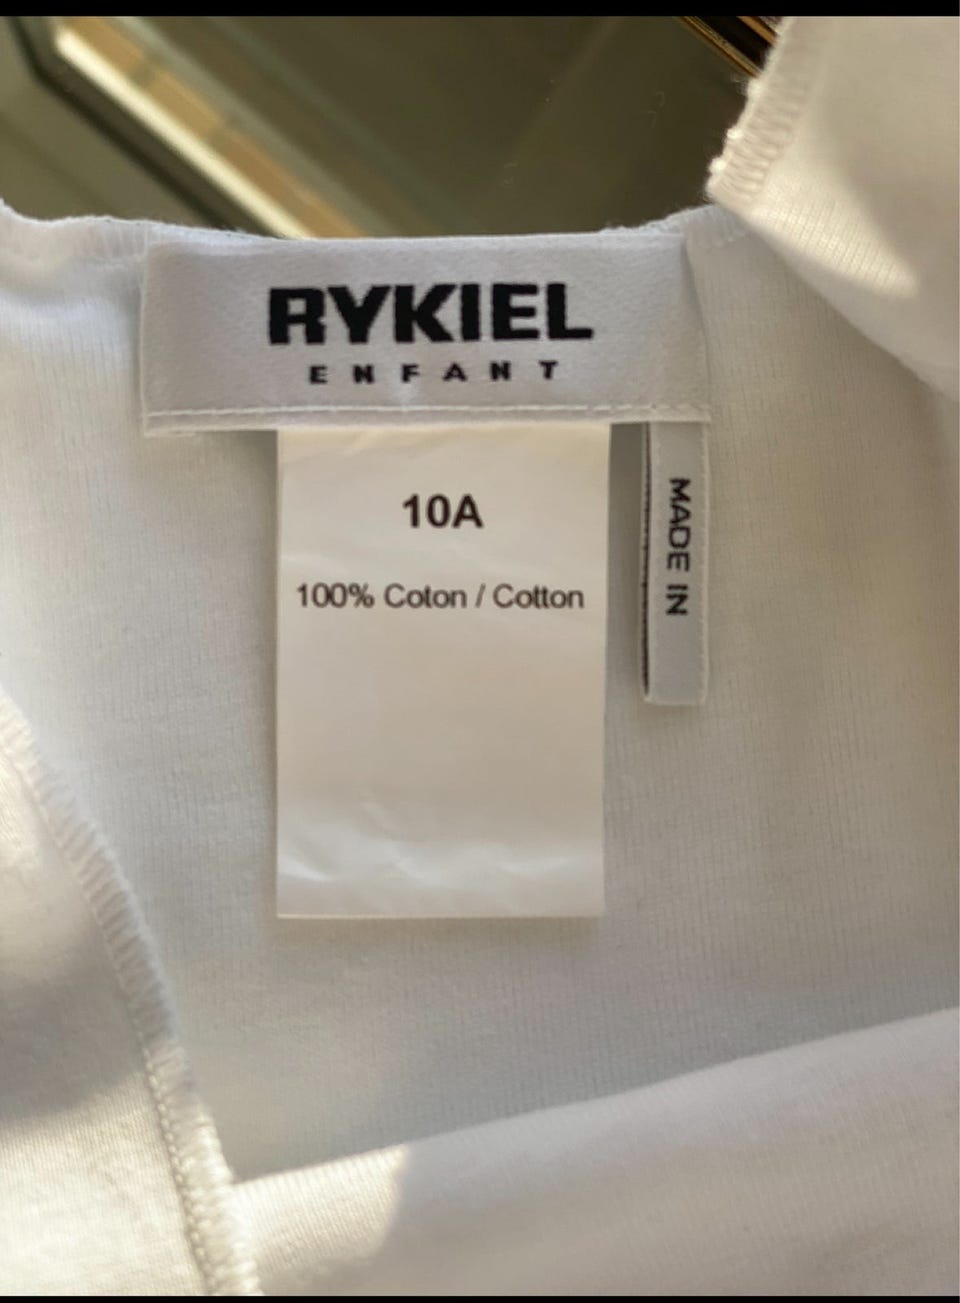 RYKIEL
ENFANT
10A
100% Coton / Cotton
MADE IN